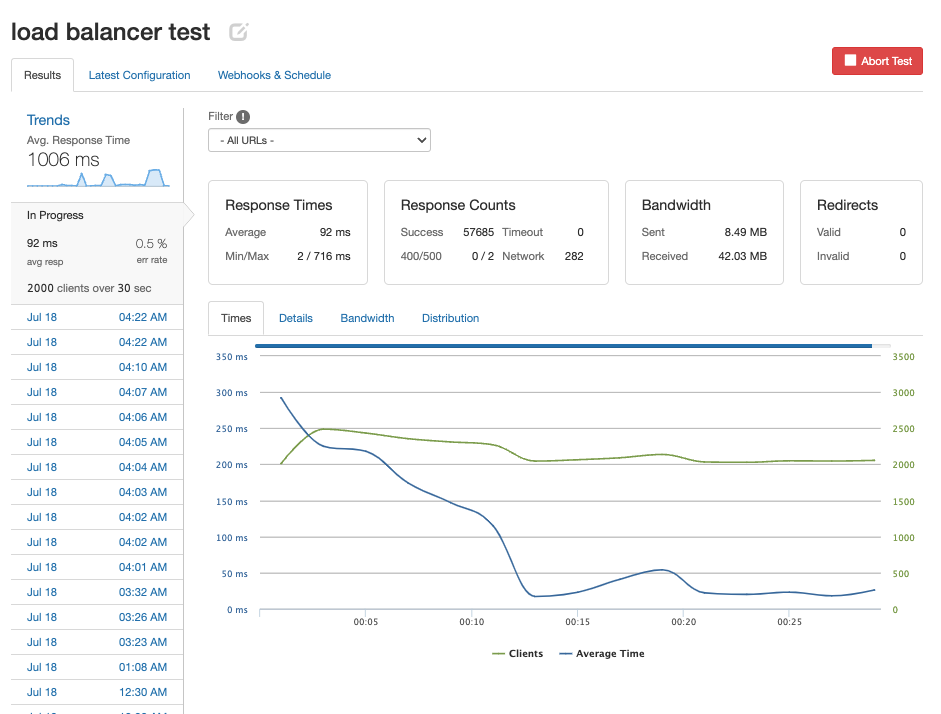 load balancer test
Abort Test
Results
Latest Configuration
Webhooks & Schedule
Trends
Avg. Response Time
1006 ms
In Progress
92 ms 0.5 %
avg resp err rate
2000 clients over 30 sec
Jul 18 04:22 AM
Jul 18 04:22 AM
Jul 18 04:10 AM
Jul 18 04:07 AM
Jul 18 04:06 AM
Jul 18 04:05 AM
Jul 18 04:04 AM
Jul 18 04:03 AM
Jul 18 04:02 AM
Jul 18 04:02 AM
Jul 18 04:01 AM
Jul 18 03:32 AM
Jul 18 03:26 AM
Jul 18 03:23 AM
Jul 18 01:08 AM
Jul 18 12:30 AM
Filter !
- All URLs -
Response Times
Average 92 ms
Min/Max 2 / 716 ms
Response Counts
Success 57685 Timeout 0
400/500 0 / 2 Network 282
Bandwidth
Sent 8.49 MB
Received 42.03 MB
Redirects
Valid 0
Invalid 0
Times Details Bandwidth Distribution
350 ms 3500
300 ms 3000
250 ms 2500
200 ms 2000
150 ms 1500
100 ms 1000
50 ms 500
0 ms 0
00:05 00:10 00:15 00:20 00:25
Clients Average Time